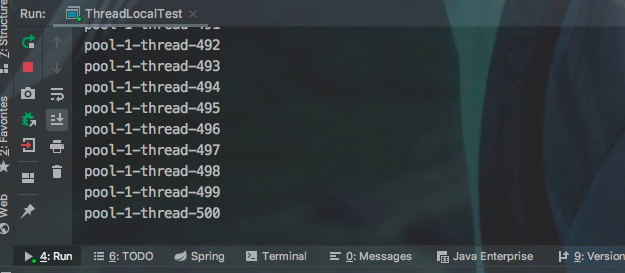 Run: ThreadLocalTest ×
pool-1-thread-491
pool-1-thread-492
pool-1-thread-493
pool-1-thread-494
pool-1-thread-495
pool-1-thread-496
pool-1-thread-497
pool-1-thread-498
pool-1-thread-499
pool-1-thread-500
7: Structure
2: Favorites
Web
4: Run 6: TODO Spring Terminal 0: Messages Java Enterprise 9: Version